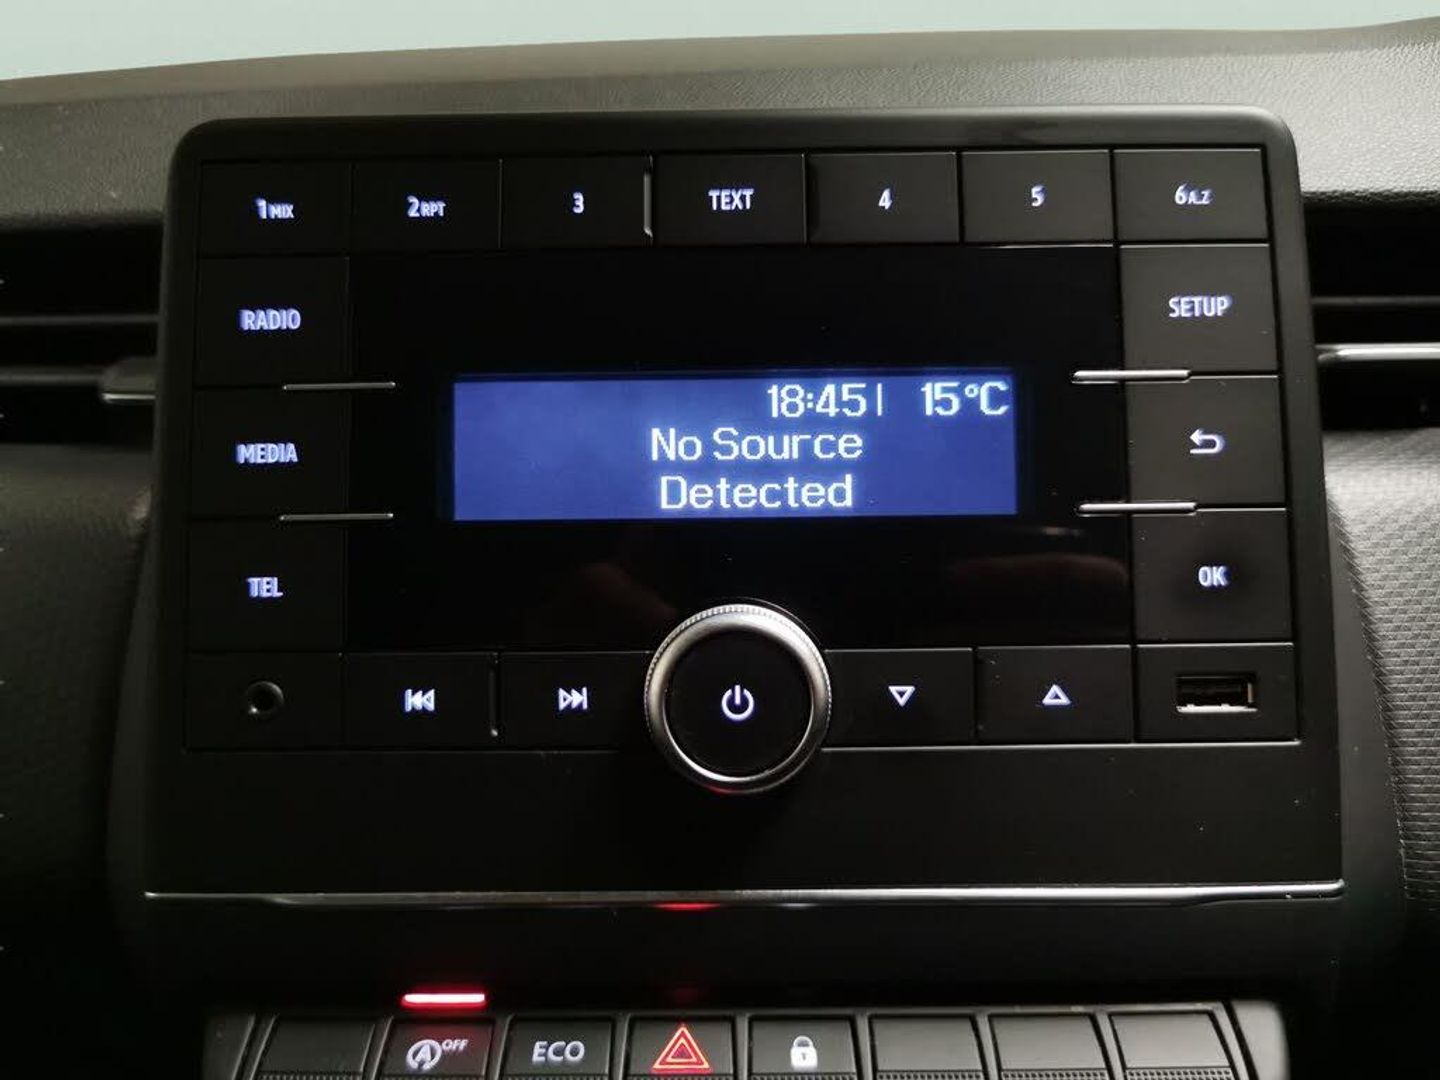 1MIX 2RPT 3 TEXT 4 5 6A.Z
RADIO SETUP
18:45| 15°C
No Source
MEDIA
Detected
TEL OK
A OFF ECO